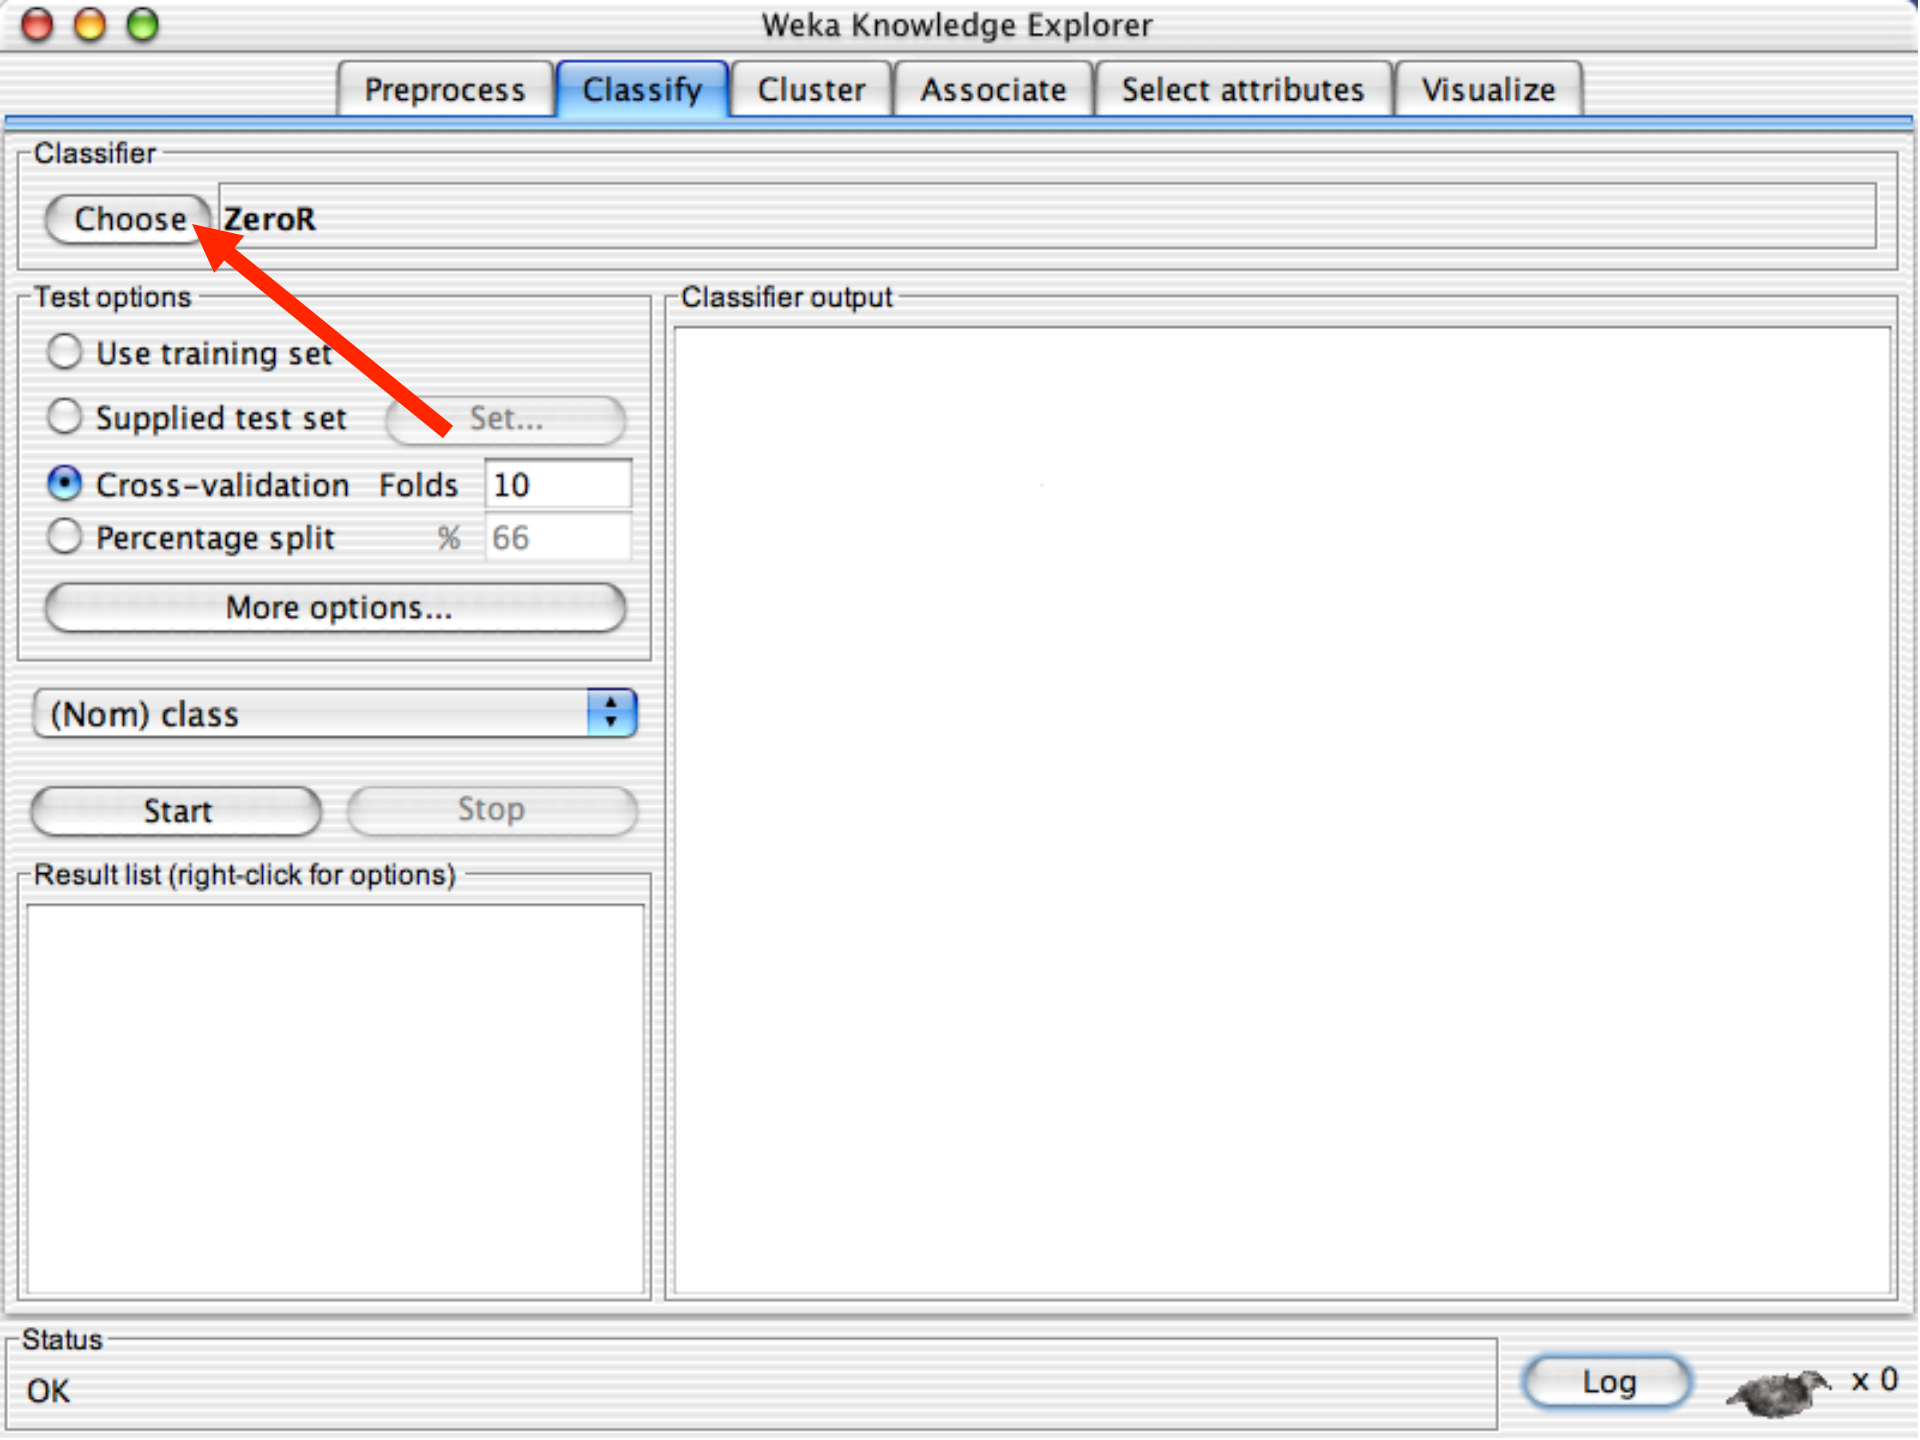 Weka Knowledge Explorer
Preprocess Classify Cluster Associate Select attributes Visualize
Classifier
Choose ZeroR
Test options
Use training set
Supplied test set Set...
Cross-validation Folds 10
Percentage split % 66
More options...
(Nom) class
Start Stop
Result list (right-click for options)
Classifier output
Status
OK
Log x 0